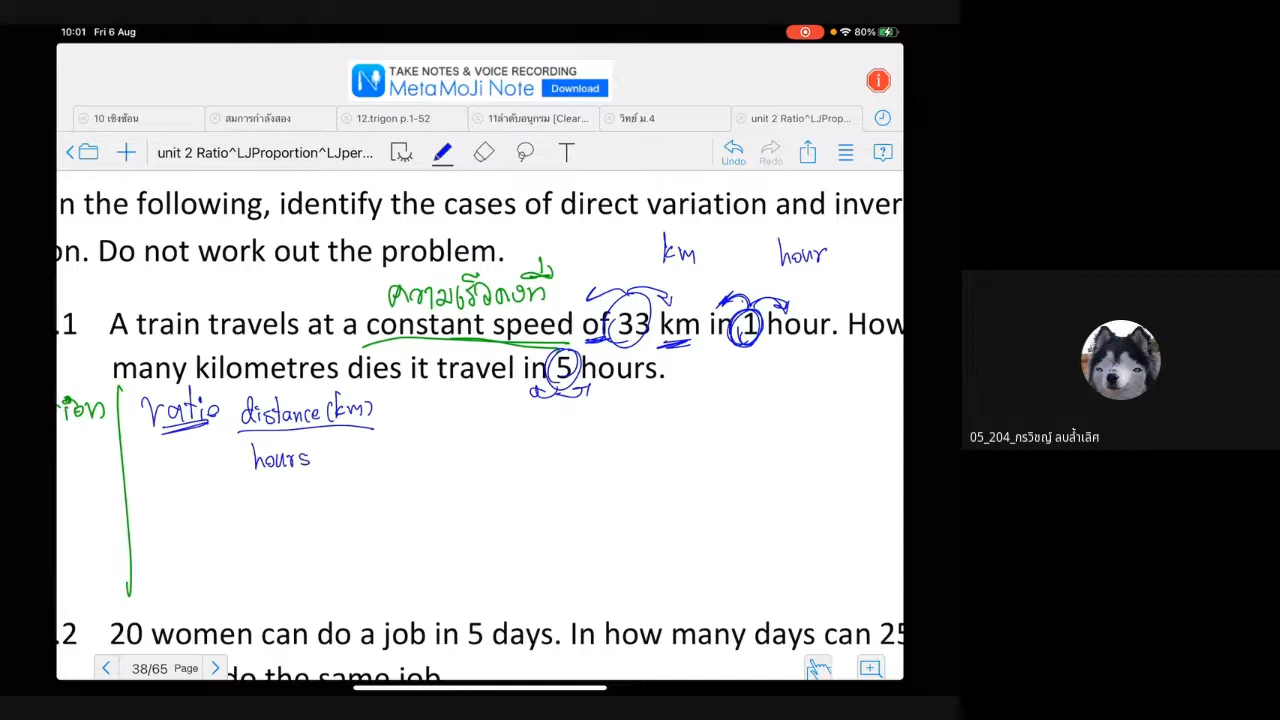 10:01 Fri 6 Aug
80%
TAKE NOTES & VOICE RECORDING
MetaMoJi Note Download
10 เชิงซ้อน
สมการกำลังสอง
12.trigon p.1-52
11ลำดับอนุกรม [Clear...
วิทย์ ม.4
unit 2 Ratio^LJPropo...
unit 2 Ratio^LJProportion^LJper...
Undo
Redo
n the following, identify the cases of direct variation and inver
on. Do not work out the problem.
km hour
ความเร็วคงที่
.1 A train travels at a constant speed of 33 km in 1 hour. How
many kilometres dies it travel in 5 hours.
ratio distance (km)
hours
.2 20 women can do a job in 5 days. In how many days can 25
do the same job
38/65 Page
05_204_กรวิชญ์ ลบล้ำเลิศ